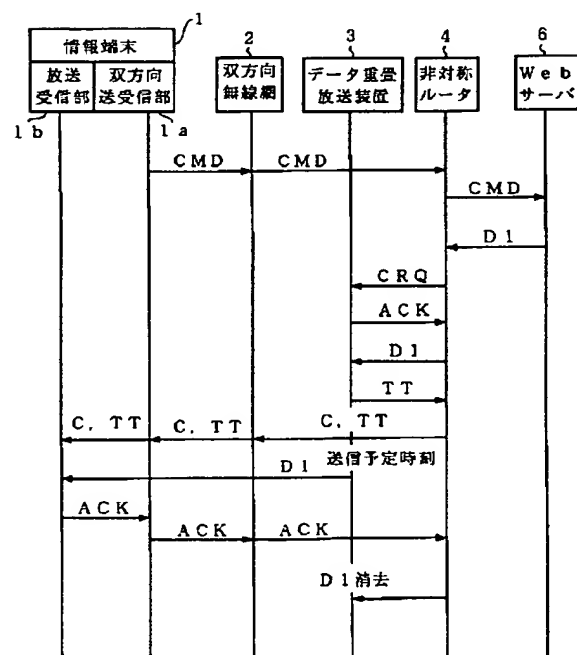 1
2
3
4
6
情報端末
放送
受信部
双方向
送受信部
双方向
無線網
データ重畳
放送装置
非対称
ルータ
Web
サーバ
1b
1a
CMD
CMD
CMD
D1
CRQ
ACK
D1
TT
C, TT
C, TT
C, TT
送信予定時刻
D1
ACK
ACK
ACK
D1消去